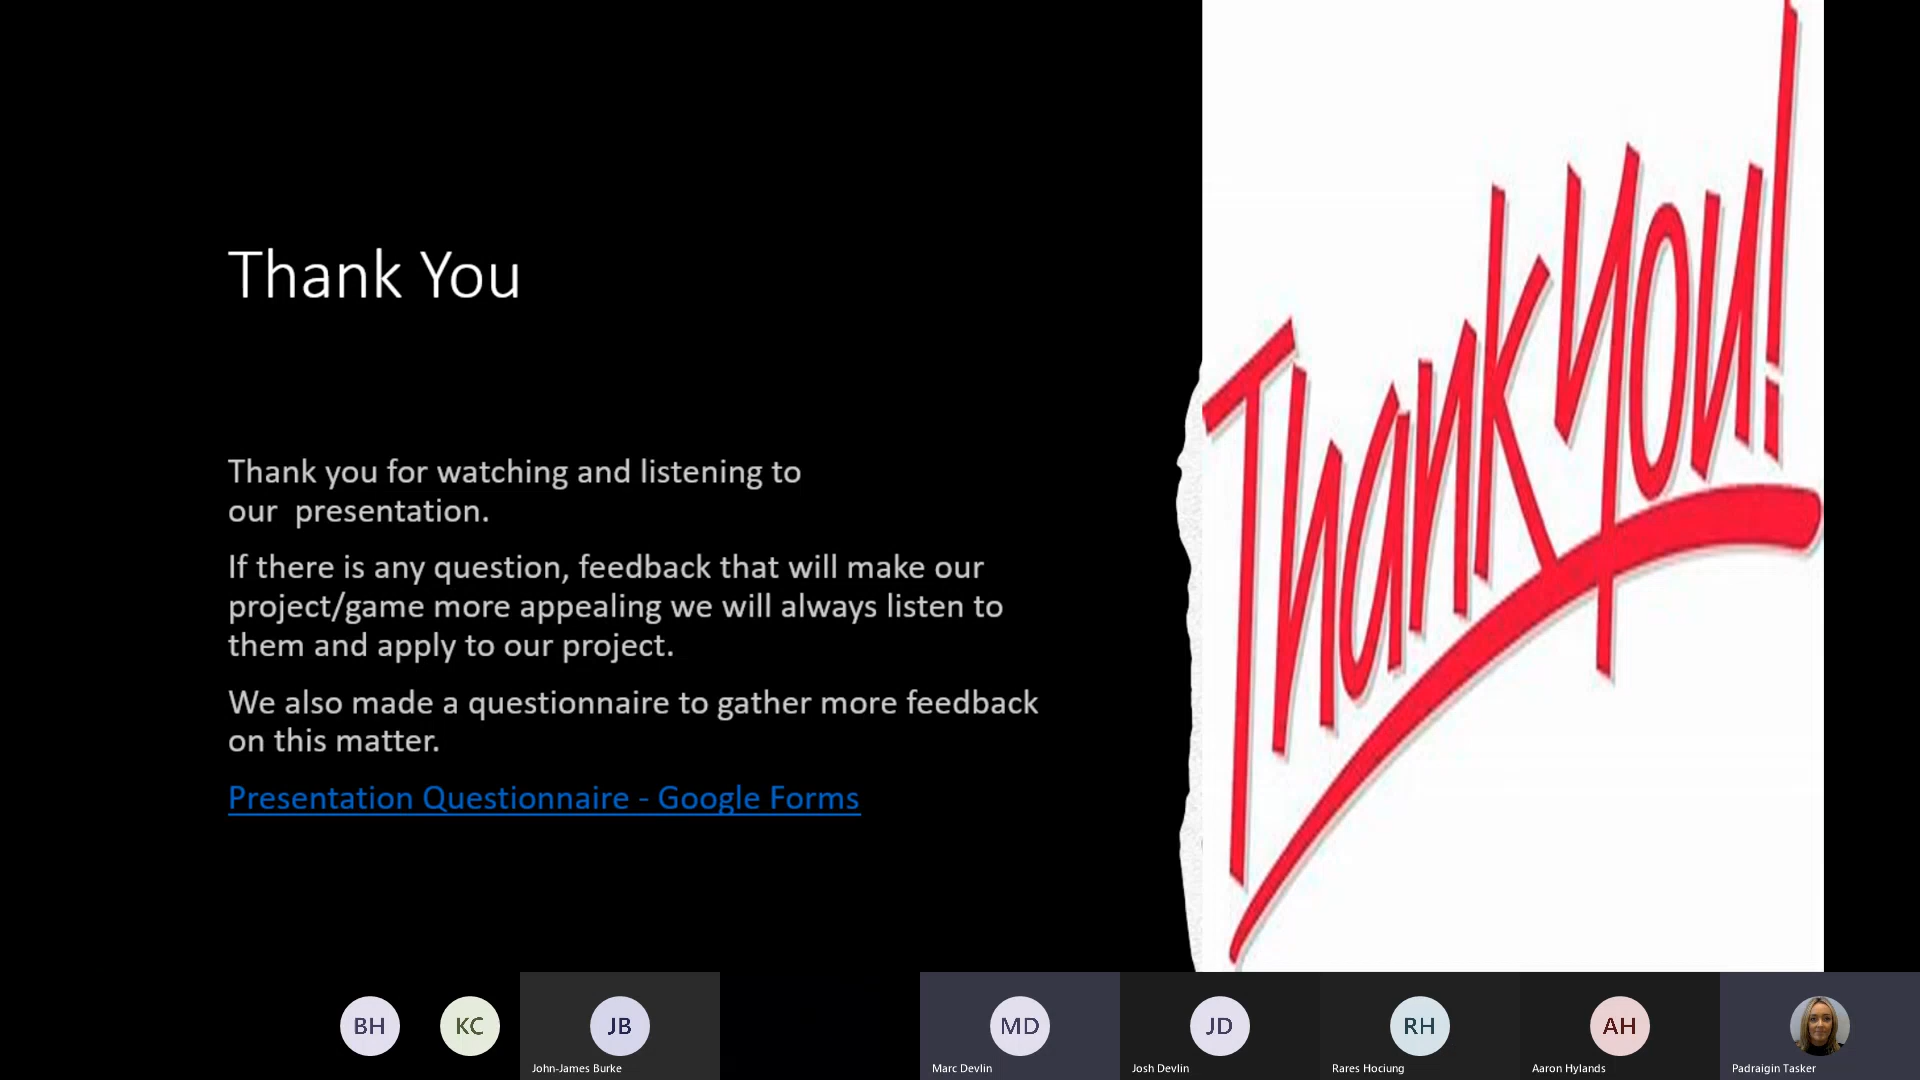 Thank You
Thank you for watching and listening to
our  presentation.
If there is any question, feedback that will make our
project/game more appealing we will always listen to
them and apply to our project.
We also made a questionnaire to gather more feedback
on this matter.
Presentation Questionnaire - Google Forms
Thank you!
BH
KC
JB
John-James Burke
MD
Marc Devlin
JD
Josh Devlin
RH
Rares Hociung
AH
Aaron Hylands
Padraigin Tasker